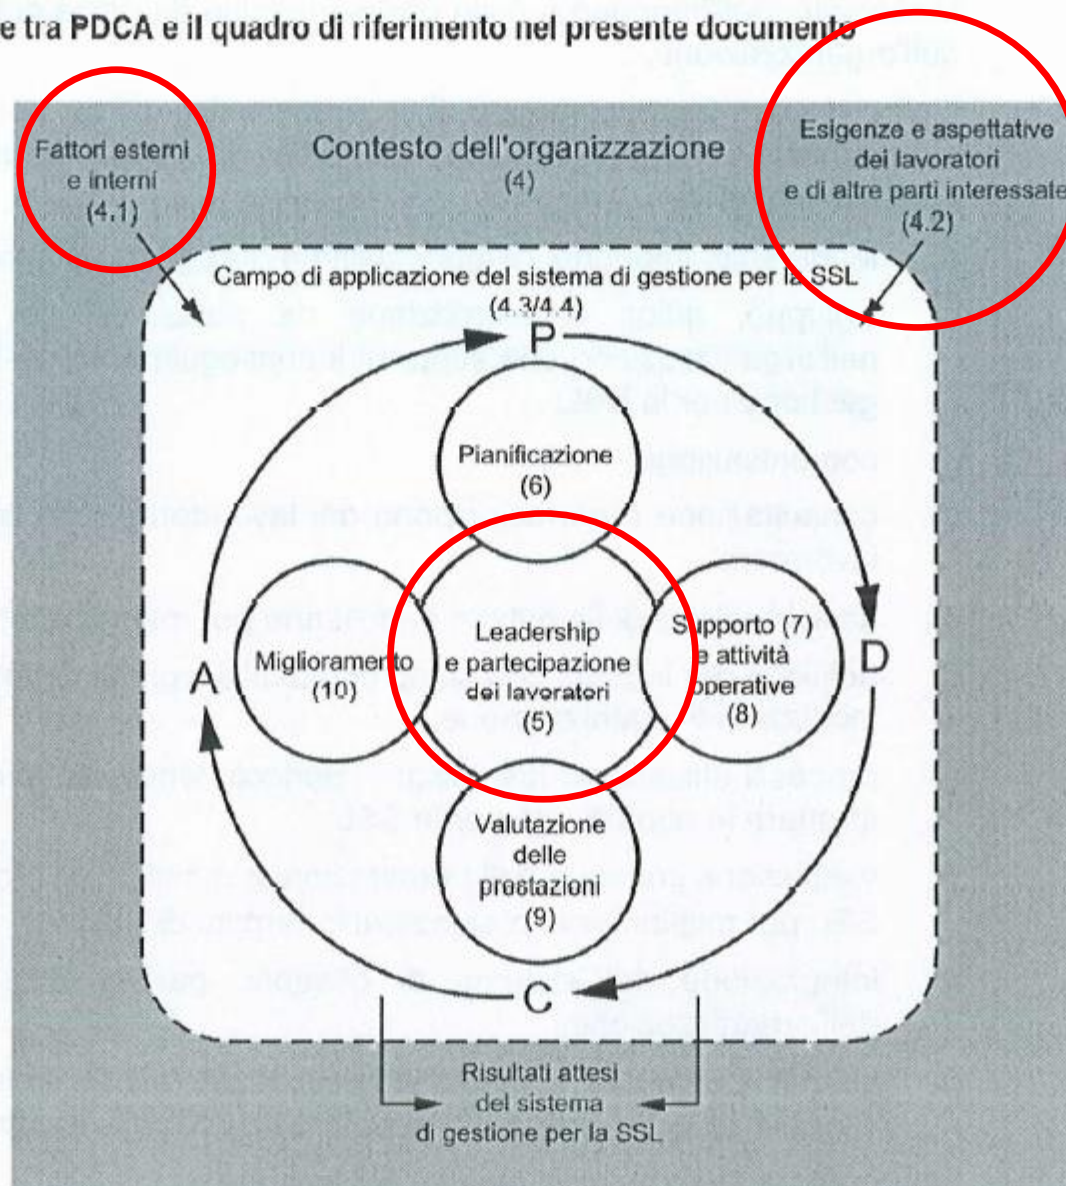 e tra PDCA e il quadro di riferimento nel presente documento
Fattori esterni
e interni
(4.1)
Contesto dell'organizzazione
(4)
Esigenze e aspettative
dei lavoratori
e di altre parti interessate
(4.2)
Campo di applicazione del sistema di gestione per la SSL
(4.3/4.4)
P
Pianificazione
(6)
A
Miglioramento
(10)
Leadership
e partecipazione
dei lavoratori
(5)
Supporto (7)
e attività
operative
(8)
D
Valutazione
delle
prestazioni
(9)
C
Risultati attesi
del sistema
di gestione per la SSL